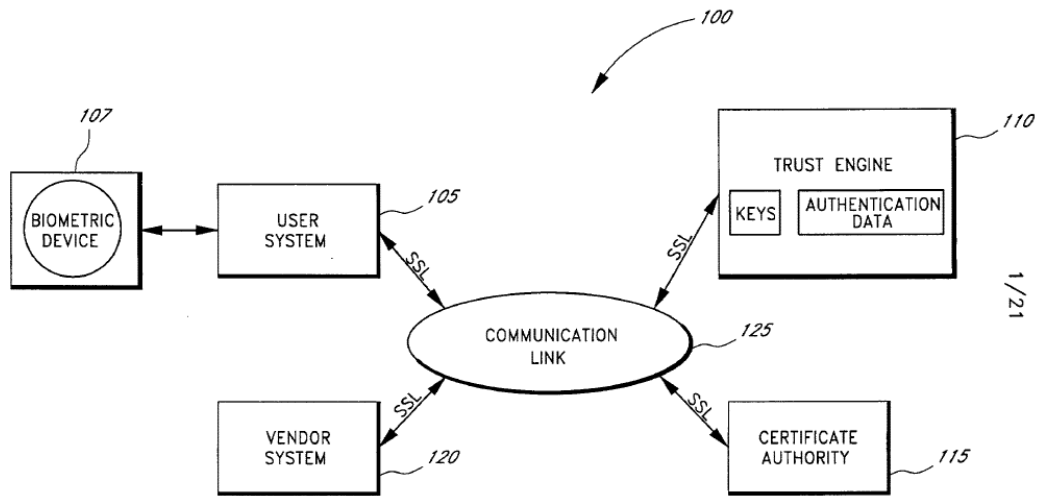 100
107
110
TRUST ENGINE
KEYS
AUTHENTICATION
DATA
BIOMETRIC
DEVICE
105
USER
SYSTEM
SSL
SSL
1/21
COMMUNICATION
LINK
125
SSL
SSL
VENDOR
SYSTEM
120
CERTIFICATE
AUTHORITY
115